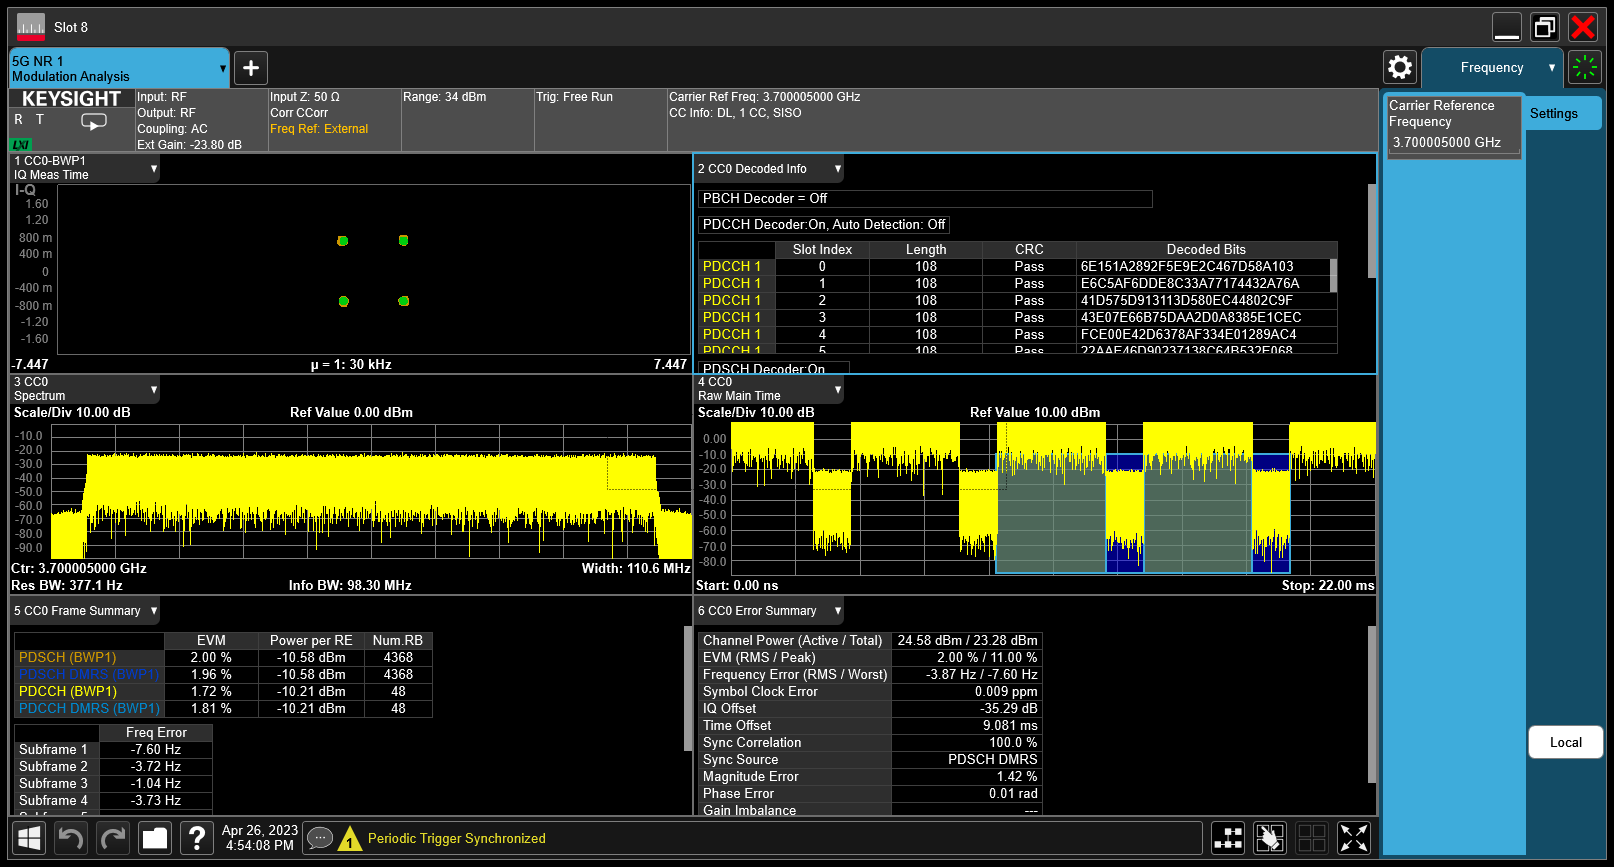 Slot 8
5G NR 1
Modulation Analysis
Frequency
KEYSIGHT
R T
LXI
Input: RF
Output: RF
Coupling: AC
Ext Gain: -23.80 dB
Input Z: 50 Ω
Corr CCorr
Freq Ref: External
Range: 34 dBm
Trig: Free Run
Carrier Ref Freq: 3.700005000 GHz
CC Info: DL, 1 CC, SISO
Carrier Reference
Frequency
3.700005000 GHz
Settings
1 CC0-BWP1
IQ Meas Time
I-Q
1.60
1.20
800 m
400 m
0
-400 m
-800 m
-1.20
-1.60
-7.447
µ = 1: 30 kHz
7.447
2 CC0 Decoded Info
PBCH Decoder = Off
PDCCH Decoder:On, Auto Detection: Off
Slot Index Length CRC Decoded Bits
PDCCH 1 0 108 Pass 6E151A2892F5E9E2C467D58A103
PDCCH 1 1 108 Pass E6C5AF6DDE8C33A77174432A76A
PDCCH 1 2 108 Pass 41D575D913113D580EC44802C9F
PDCCH 1 3 108 Pass 43E07E66B75DAA2D0A8385E1CEC
PDCCH 1 4 108 Pass FCE00E42D6378AF334E01289AC4
PDCCH 1 5 108 Pass 22AAE46D90237138C64B532E068
PDSCH Decoder:On
3 CC0
Spectrum
Scale/Div 10.00 dB
Ref Value 0.00 dBm
-10.0
-20.0
-30.0
-40.0
-50.0
-60.0
-70.0
-80.0
-90.0
Ctr: 3.700005000 GHz
Width: 110.6 MHz
Res BW: 377.1 Hz
Info BW: 98.30 MHz
4 CC0
Raw Main Time
Scale/Div 10.00 dB
Ref Value 10.00 dBm
0.00
-10.0
-20.0
-30.0
-40.0
-50.0
-60.0
-70.0
-80.0
Start: 0.00 ns
Stop: 22.00 ms
5 CC0 Frame Summary
EVM Power per RE Num.RB
PDSCH (BWP1) 2.00 % -10.58 dBm 4368
PDSCH DMRS (BWP1) 1.96 % -10.58 dBm 4368
PDCCH (BWP1) 1.72 % -10.21 dBm 48
PDCCH DMRS (BWP1) 1.81 % -10.21 dBm 48
Freq Error
Subframe 1 -7.60 Hz
Subframe 2 -3.72 Hz
Subframe 3 -1.04 Hz
Subframe 4 -3.73 Hz
6 CC0 Error Summary
Channel Power (Active / Total) 24.58 dBm / 23.28 dBm
EVM (RMS / Peak) 2.00 % / 11.00 %
Frequency Error (RMS / Worst) -3.87 Hz / -7.60 Hz
Symbol Clock Error 0.009 ppm
IQ Offset -35.29 dB
Time Offset 9.081 ms
Sync Correlation 100.0 %
Sync Source PDSCH DMRS
Magnitude Error 1.42 %
Phase Error 0.01 rad
Gain Imbalance ---
Local
?
Apr 26, 2023
4:54:08 PM
1
Periodic Trigger Synchronized